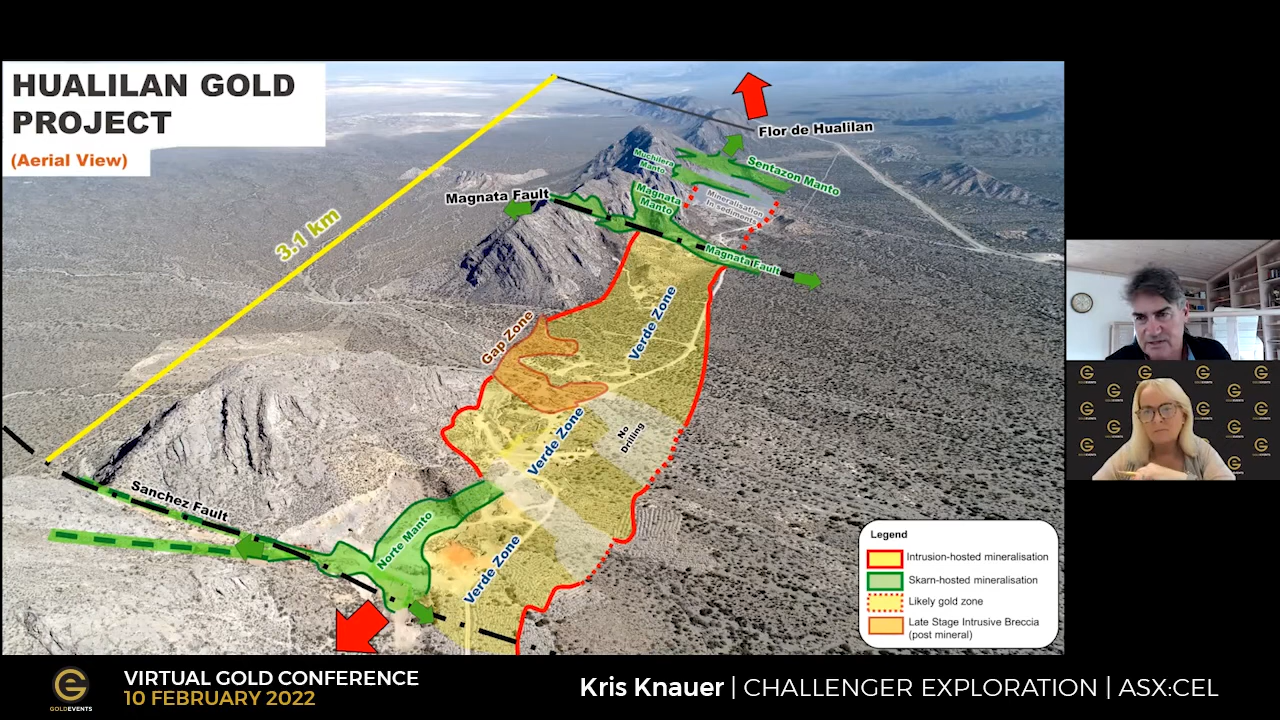 HUALILAN GOLD
PROJECT
(Aerial View)
3.1 km
Flor de Hualilan
Muchilera
Manto
Sentazon Manto
Magnata Fault
Magnata
Manto
Mineralisation
in sediments
Magnata Fault
Verde Zone
Gap Zone
Verde Zone
No
Drilling
Sanchez Fault
Norte Manto
Verde Zone
Legend
Intrusion-hosted mineralisation
Skarn-hosted mineralisation
Likely gold zone
Late Stage Intrusive Breccia
(post mineral)
GOLDEVENTS
VIRTUAL GOLD CONFERENCE
10 FEBRUARY 2022
Kris Knauer | CHALLENGER EXPLORATION | ASX:CEL